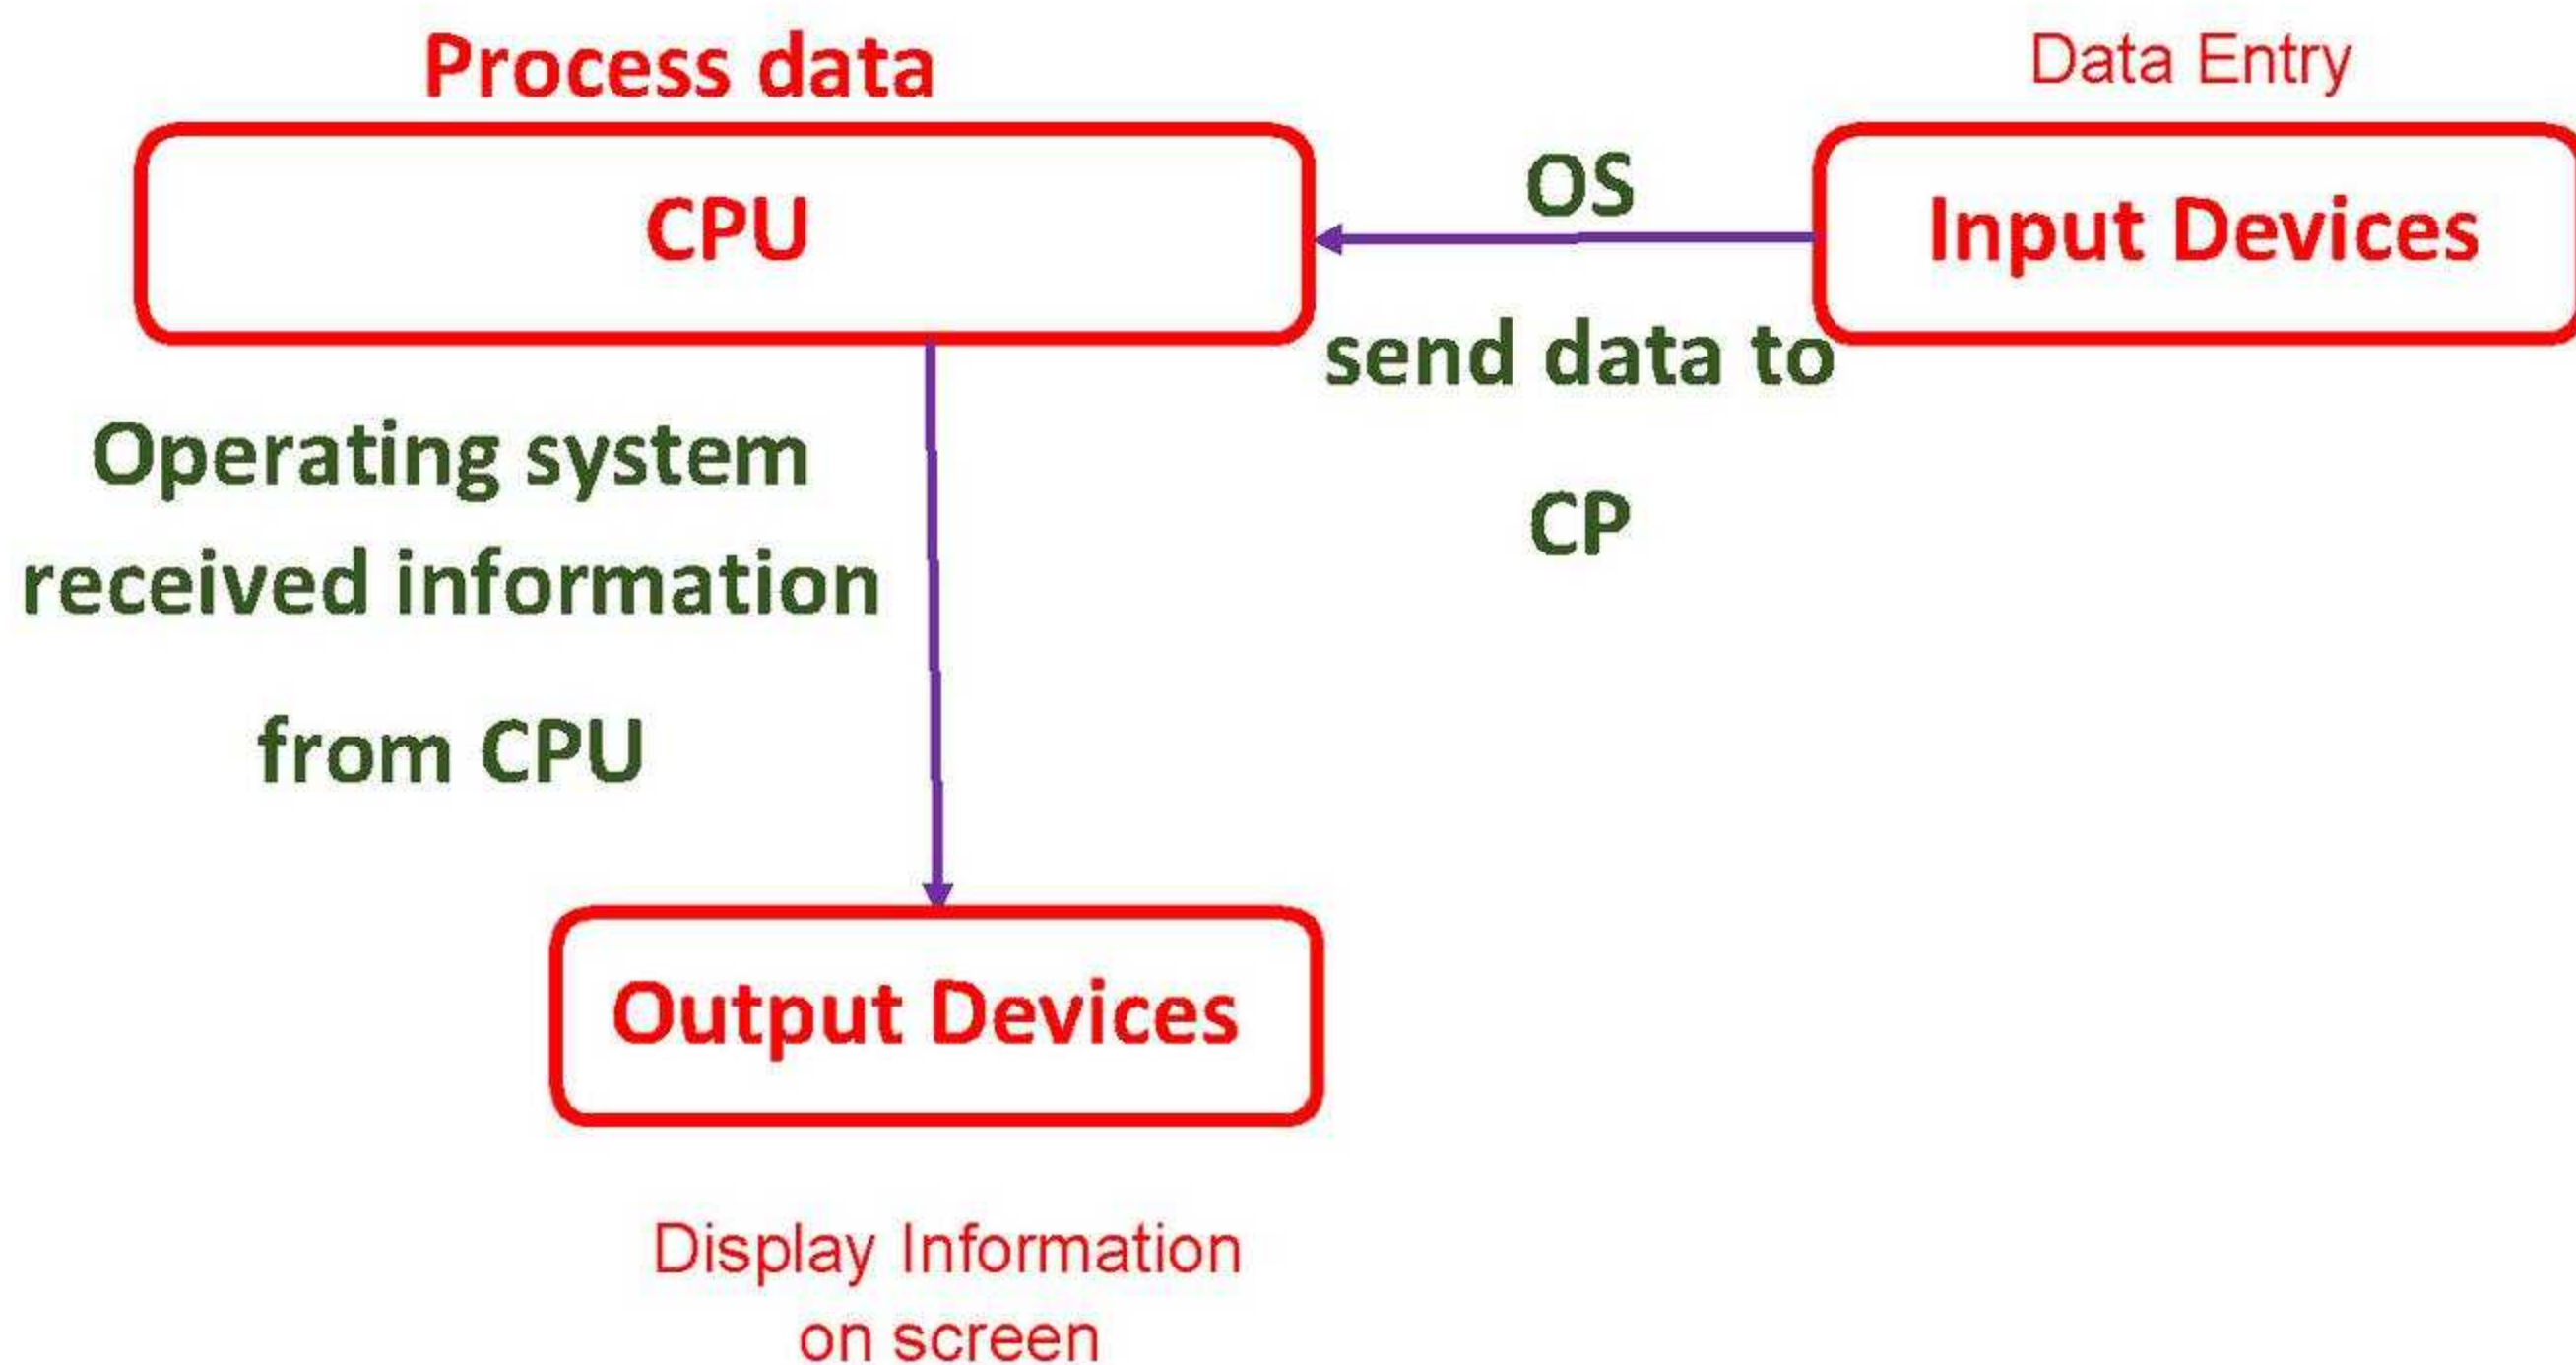 Process data
Data Entry
CPU
OS
Input Devices
send data to
CP
Operating system
received information
from CPU
Output Devices
Display Information
on screen